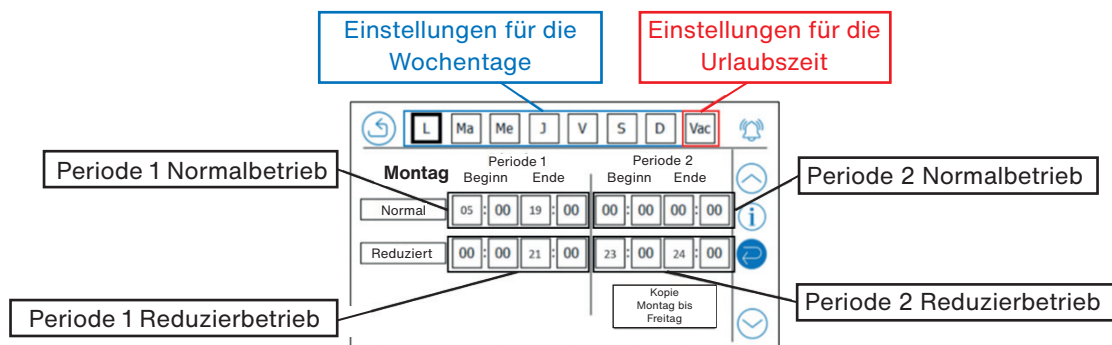 Einstellungen für die
Wochentage
Einstellungen für die
Urlaubszeit
L Ma Me J V S D Vac
Periode 1 Normalbetrieb
Montag
Periode 1 Periode 2
Beginn Ende Beginn Ende
Periode 2 Normalbetrieb
Normal 05 : 00 19 : 00 00 : 00 00 : 00
i
Reduziert 00 : 00 21 : 00 23 : 00 24 : 00
Kopie
Montag bis
Freitag
Periode 1 Reduzierbetrieb
Periode 2 Reduzierbetrieb